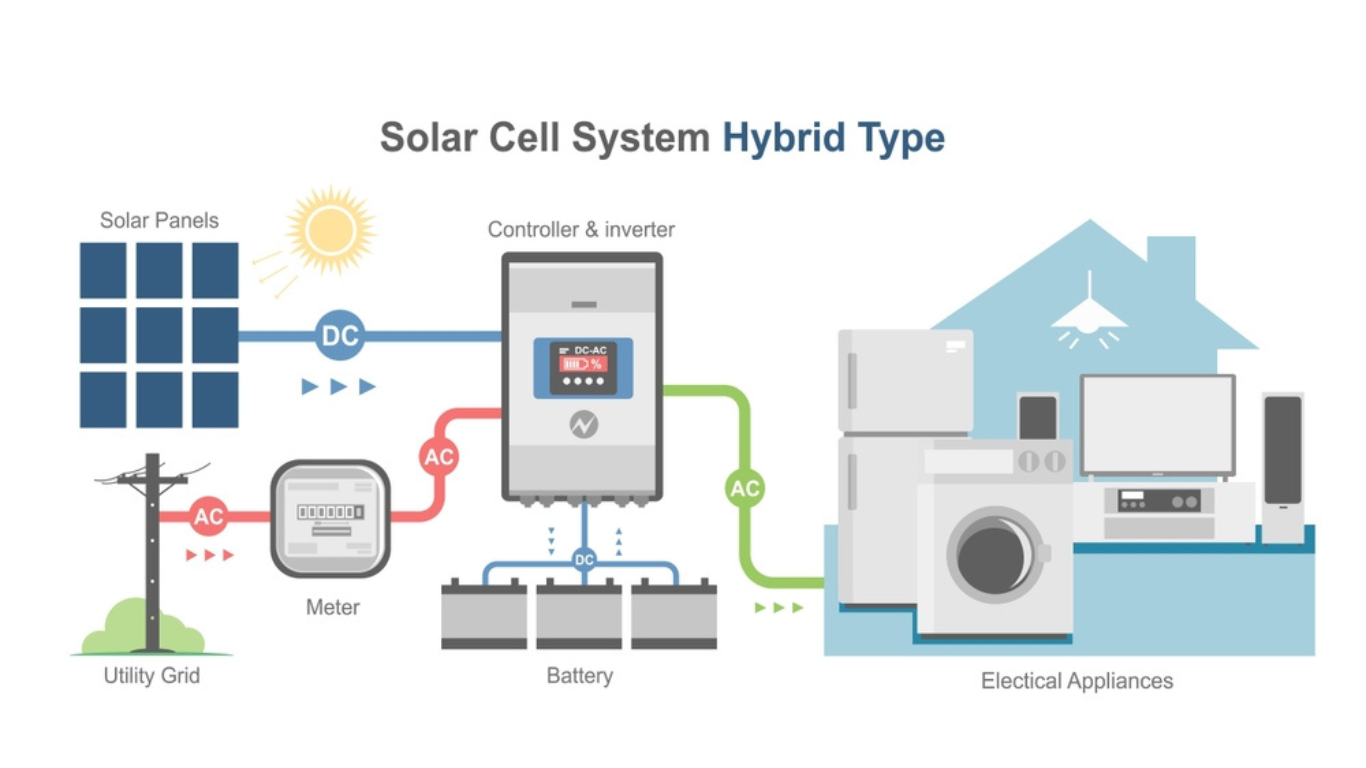 Solar Cell System Hybrid Type
Solar Panels
Controller & inverter
DC
DC-AC
%
AC
AC
AC
DC
Meter
Utility Grid
Battery
Electical Appliances